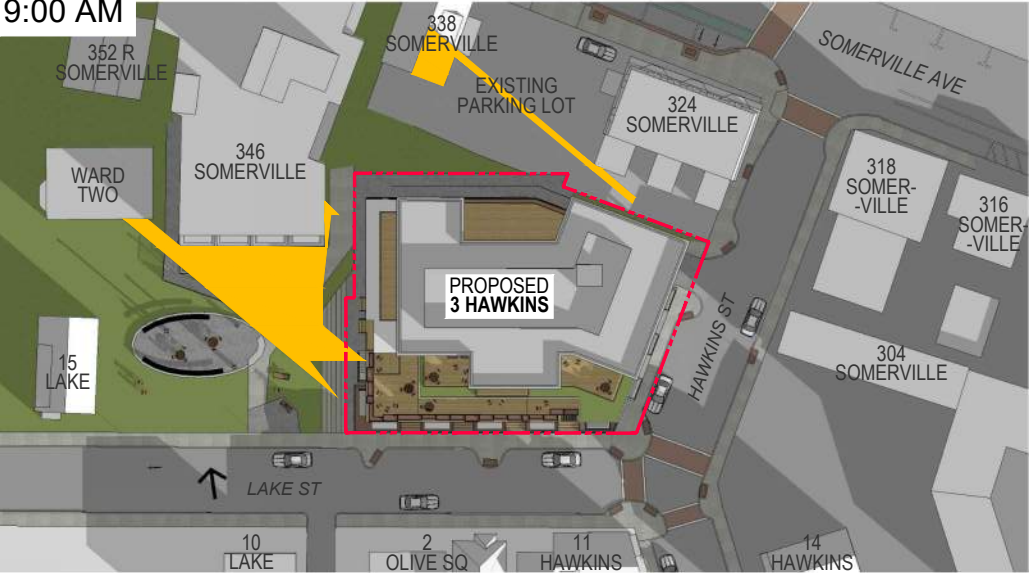 9:00 AM
352 R
SOMERVILLE
338
SOMERVILLE
EXISTING
PARKING LOT
SOMERVILLE AVE
324
SOMERVILLE
346
SOMERVILLE
WARD
TWO
318
SOMER-
-VILLE
316
SOMER-
-VILLE
PROPOSED
3 HAWKINS
HAWKINS ST
15
LAKE
304
SOMERVILLE
LAKE ST
10
LAKE
2
OLIVE SQ
11
HAWKINS
14
HAWKINS